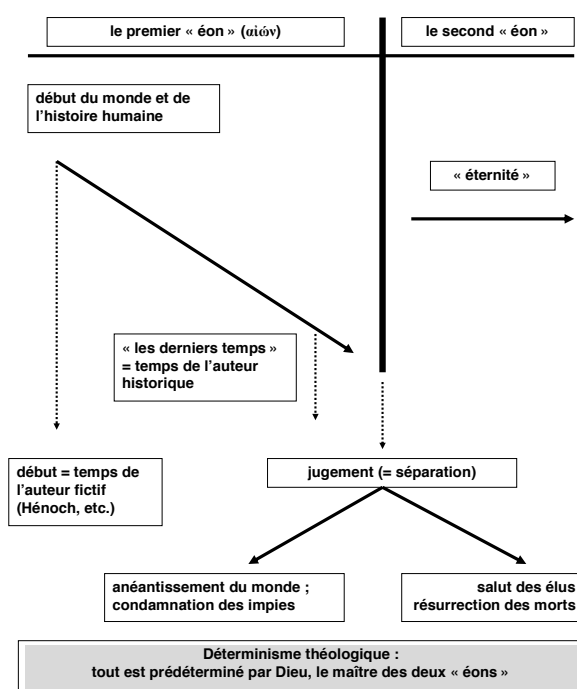 le premier « éon » (αἰών)
le second « éon »
début du monde et de
l’histoire humaine
« éternité »
« les derniers temps »
= temps de l’auteur
historique
début = temps de
l’auteur fictif
(Hénoch, etc.)
jugement (= séparation)
anéantissement du monde ;
condamnation des impies
salut des élus
résurrection des morts
Déterminisme théologique :
tout est prédéterminé par Dieu, le maître des deux « éons »